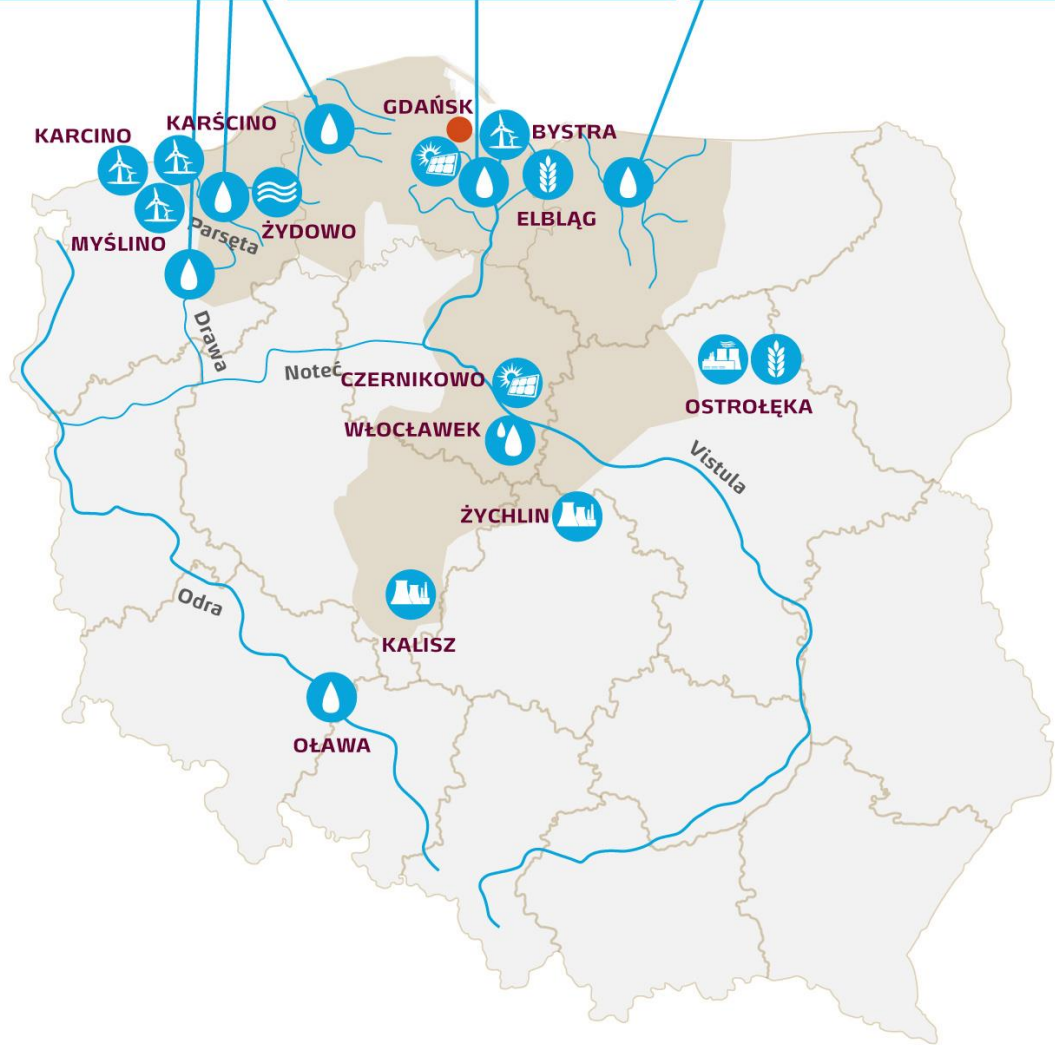 GDAŃSK
KARŚCINO
KARCINO
BYSTRA
ELBLĄG
ŻYDOWO
Parsęta
MYŚLINO
Drawa
Noteć
CZERNIKOWO
OSTROŁĘKA
WŁOCŁAWEK
Vistula
ŻYCHLIN
Odra
KALISZ
OŁAWA